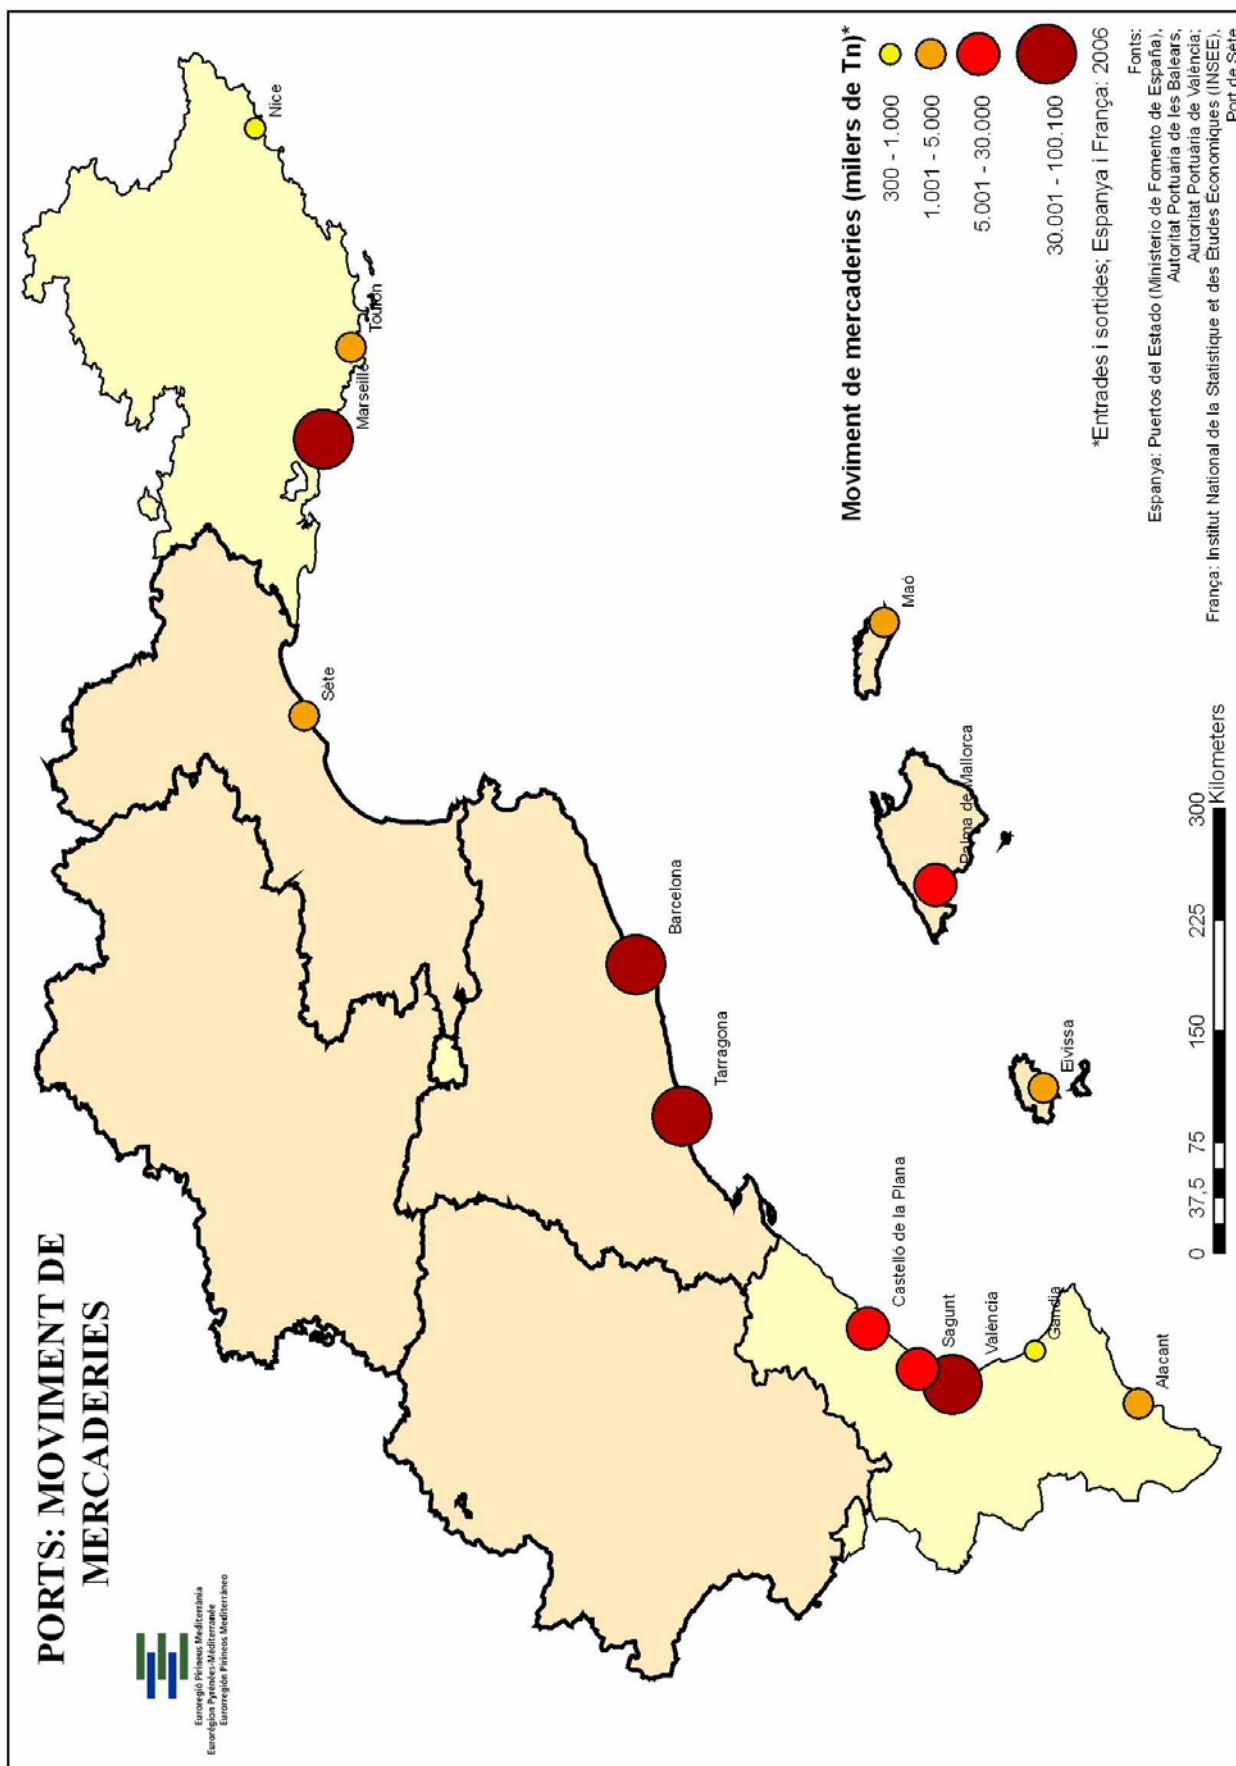 PORTS: MOVIMENT DE
MERCADERIES
Euroregió Pirineus Mediterrània
Eurorégion Pyrénées-Méditerranée
Eurorregión Pirineos Mediterráneo
Nice
Toulon
Marseille
Sète
Maó
Palma de Mallorca
Barcelona
Tarragona
Eivissa
Castelló de la Plana
Sagunt
València
Gandia
Alacant
Moviment de mercaderies (milers de Tn)*
300 - 1.000
1.001 - 5.000
5.001 - 30.000
30.001 - 100.100
*Entrades i sortides; Espanya i França: 2006
Fonts:
Espanya: Puertos del Estado (Ministerio de Fomento de España),
Autoritat Portuària de les Balears,
Autoritat Portuària de València;
França: Institut National de la Statistique et des Études Économiques (INSEE),
Port de Sète
0 37,5 75 150 225 300
Kilometers